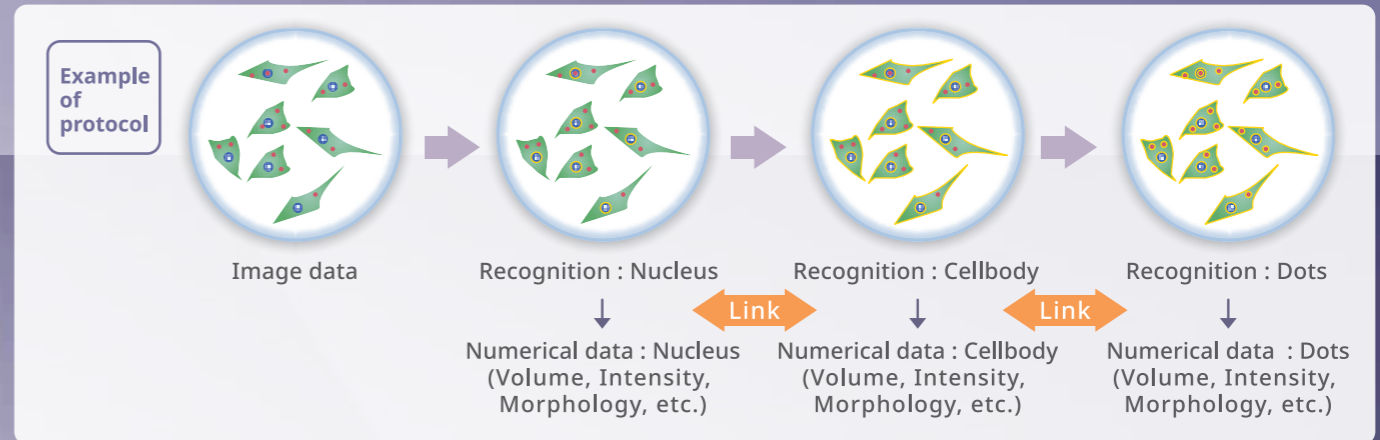 Example
of
protocol
Image data
Recognition : Nucleus
Recognition : Cellbody
Recognition : Dots
Link
Link
Numerical data : Nucleus
(Volume, Intensity,
Morphology, etc.)
Numerical data : Cellbody
(Volume, Intensity,
Morphology, etc.)
Numerical data : Dots
(Volume, Intensity,
Morphology, etc.)